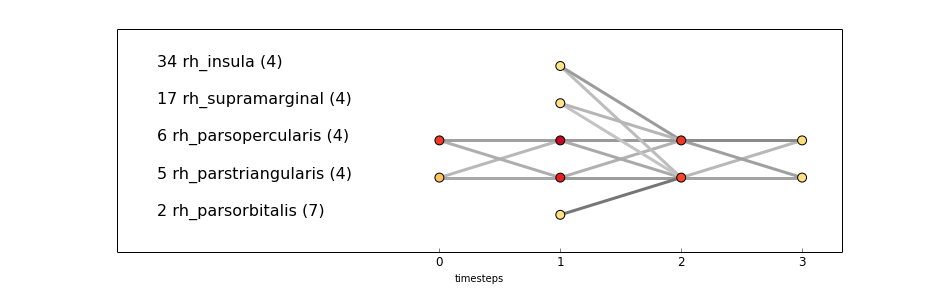 34 rh_insula (4)
17 rh_supramarginal (4)
6 rh_parsopercularis (4)
5 rh_parstriangularis (4)
2 rh_parsorbitalis (7)
0 1 2 3
timesteps